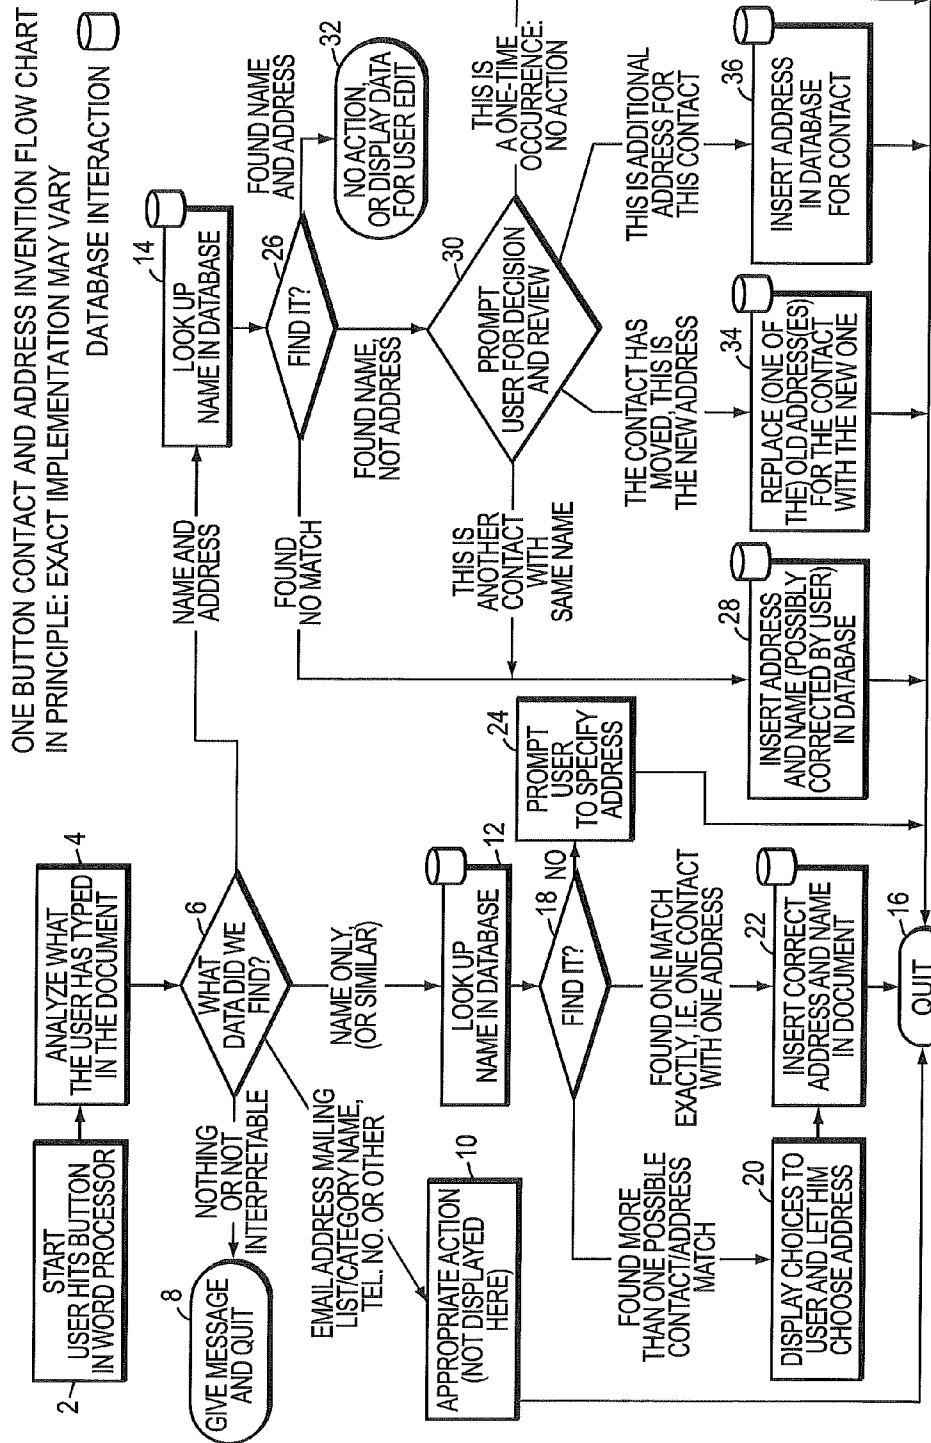 ONE BUTTON CONTACT AND ADDRESS INVENTION FLOW CHART
IN PRINCIPLE: EXACT IMPLEMENTATION MAY VARY
DATABASE INTERACTION
2
START
USER HITS BUTTON
IN WORD PROCESSOR
4
ANALYZE WHAT
THE USER HAS TYPED
IN THE DOCUMENT
6
WHAT
DATA DID WE
FIND?
NOTHING
OR NOT
INTERPRETABLE
8
GIVE MESSAGE
AND QUIT
EMAIL ADDRESS MAILING
LIST/CATEGORY NAME,
TEL. NO. OR OTHER
10
APPROPRIATE ACTION
(NOT DISPLAYED
HERE)
NAME ONLY,
(OR SIMILAR)
12
LOOK UP
NAME IN DATABASE
18
FIND IT?
NO
24
PROMPT
USER
TO SPECIFY
ADDRESS
FOUND MORE
THAN ONE POSSIBLE
CONTACT/ADDRESS
MATCH
FOUND ONE MATCH
EXACTLY, I.E. ONE CONTACT
WITH ONE ADDRESS
20
DISPLAY CHOICES TO
USER AND LET HIM
CHOOSE ADDRESS
22
INSERT CORRECT
ADDRESS AND NAME
IN DOCUMENT
16
QUIT
NAME AND
ADDRESS
14
LOOK UP
NAME IN DATABASE
26
FIND IT?
FOUND
NO MATCH
FOUND NAME
AND ADDRESS
32
NO ACTION,
OR DISPLAY DATA
FOR USER EDIT
FOUND NAME,
NOT ADDRESS
30
PROMPT
USER FOR DECISION
AND REVIEW
THIS IS
ANOTHER
CONTACT
WITH
SAME NAME
THE CONTACT HAS
MOVED, THIS IS
THE NEW ADDRESS
THIS IS ADDITIONAL
ADDRESS FOR
THIS CONTACT
THIS IS
A ONE-TIME
OCCURRENCE:
NO ACTION
28
INSERT ADDRESS
AND NAME (POSSIBLY
CORRECTED BY USER)
IN DATABASE
34
REPLACE (ONE OF
THE) OLD ADDRESS(ES)
FOR THE CONTACT
WITH THE NEW ONE
36
INSERT ADDRESS
IN DATABASE
FOR CONTACT